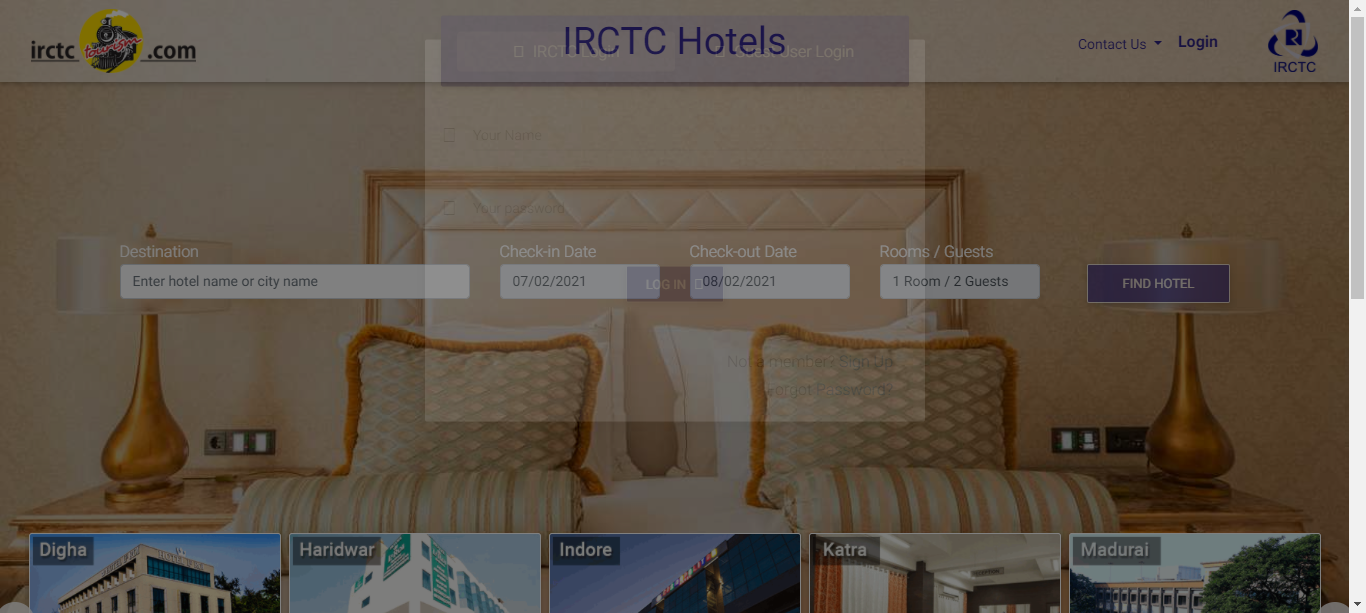 irctc tourism .com
IRCTC Hotels
IRCTC Login
Guest User Login
Contact Us
Login
IRCTC
Your Name
Your password
Destination
Check-in Date
Check-out Date
Rooms / Guests
Enter hotel name or city name
07/02/2021
LOG IN
08/02/2021
1 Room / 2 Guests
FIND HOTEL
Not a member? Sign Up
Forgot Password?
Digha
Haridwar
Indore
Katra
Madurai